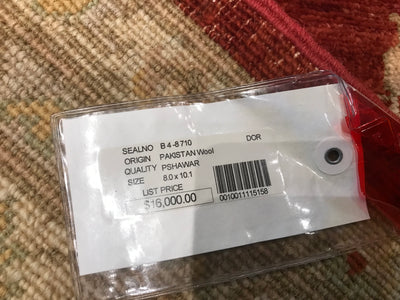 SEALNO B 4-8710 DOR
ORIGIN PAKISTAN Wool
QUALITY PSHAWAR
SIZE 8.0 x 10.1
LIST PRICE
$16,000.00
0010011115158